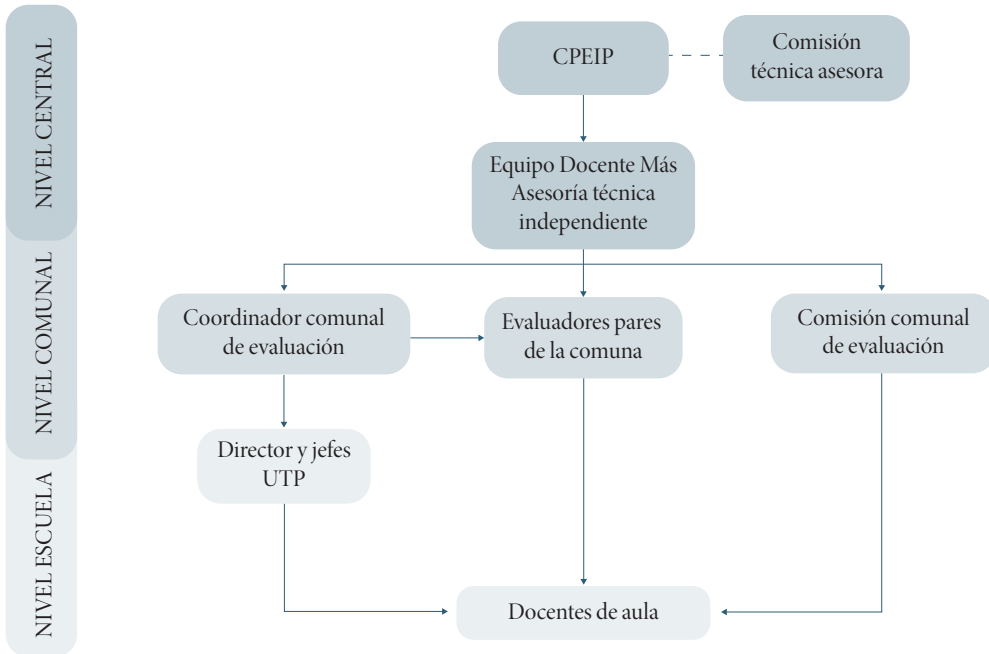 NIVEL CENTRAL
CPEIP
Comisión
técnica asesora
Equipo Docente Más
Asesoría técnica
independiente
NIVEL COMUNAL
Coordinador comunal
de evaluación
Evaluadores pares
de la comuna
Comisión comunal
de evaluación
NIVEL ESCUELA
Director y jefes
UTP
Docentes de aula